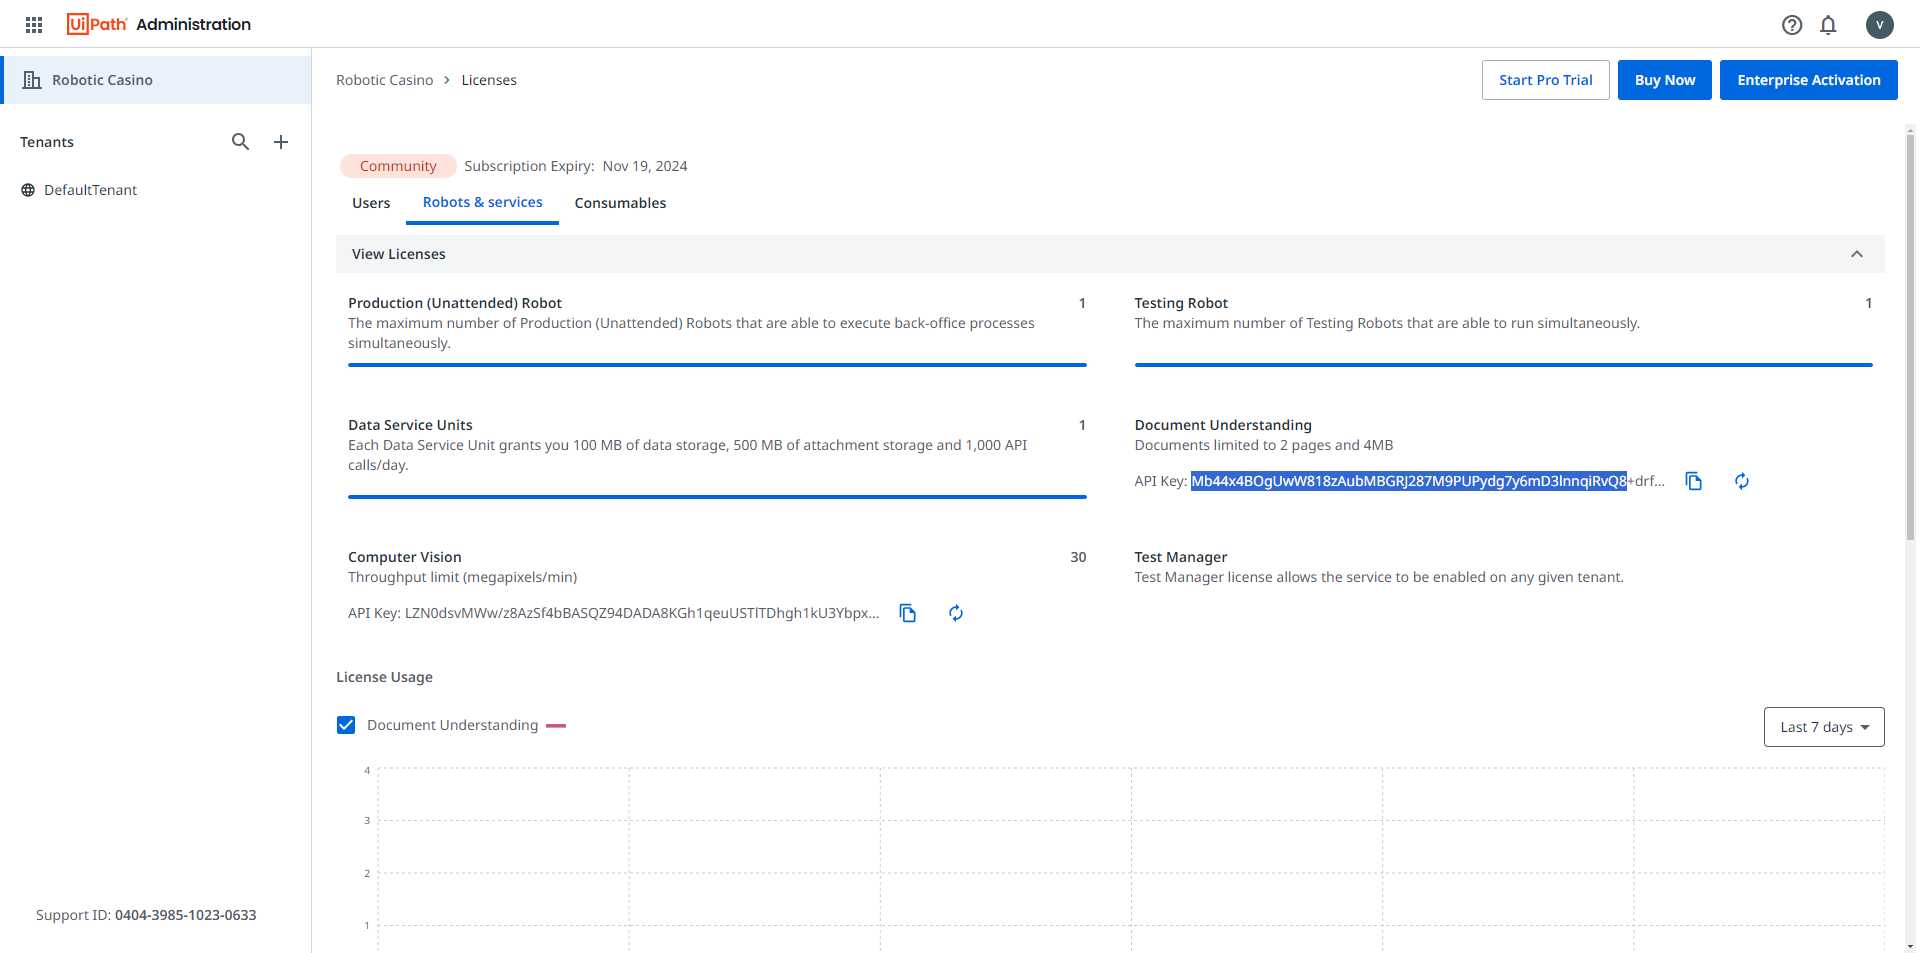 UiPath Administration
V
Robotic Casino
Tenants
DefaultTenant
Support ID: 0404-3985-1023-0633
Robotic Casino > Licenses
Start Pro Trial
Buy Now
Enterprise Activation
Community
Subscription Expiry: Nov 19, 2024
Users
Robots & services
Consumables
View Licenses
Production (Unattended) Robot 1
The maximum number of Production (Unattended) Robots that are able to execute back-office processes
simultaneously.
Testing Robot 1
The maximum number of Testing Robots that are able to run simultaneously.
Data Service Units 1
Each Data Service Unit grants you 100 MB of data storage, 500 MB of attachment storage and 1,000 API
calls/day.
Document Understanding
Documents limited to 2 pages and 4MB
API Key: Mb44x4BOgUwW818zAubMBGRJ287M9PUPydg7y6mD3lnnqiRvQ8+drf...
Computer Vision 30
Throughput limit (megapixels/min)
API Key: LZN0dsvMWw/z8AzSf4bBASQZ94DADA8KGh1qeuUSTlTDhgh1kU3Ybpx...
Test Manager
Test Manager license allows the service to be enabled on any given tenant.
License Usage
Document Understanding
Last 7 days
4
3
2
1